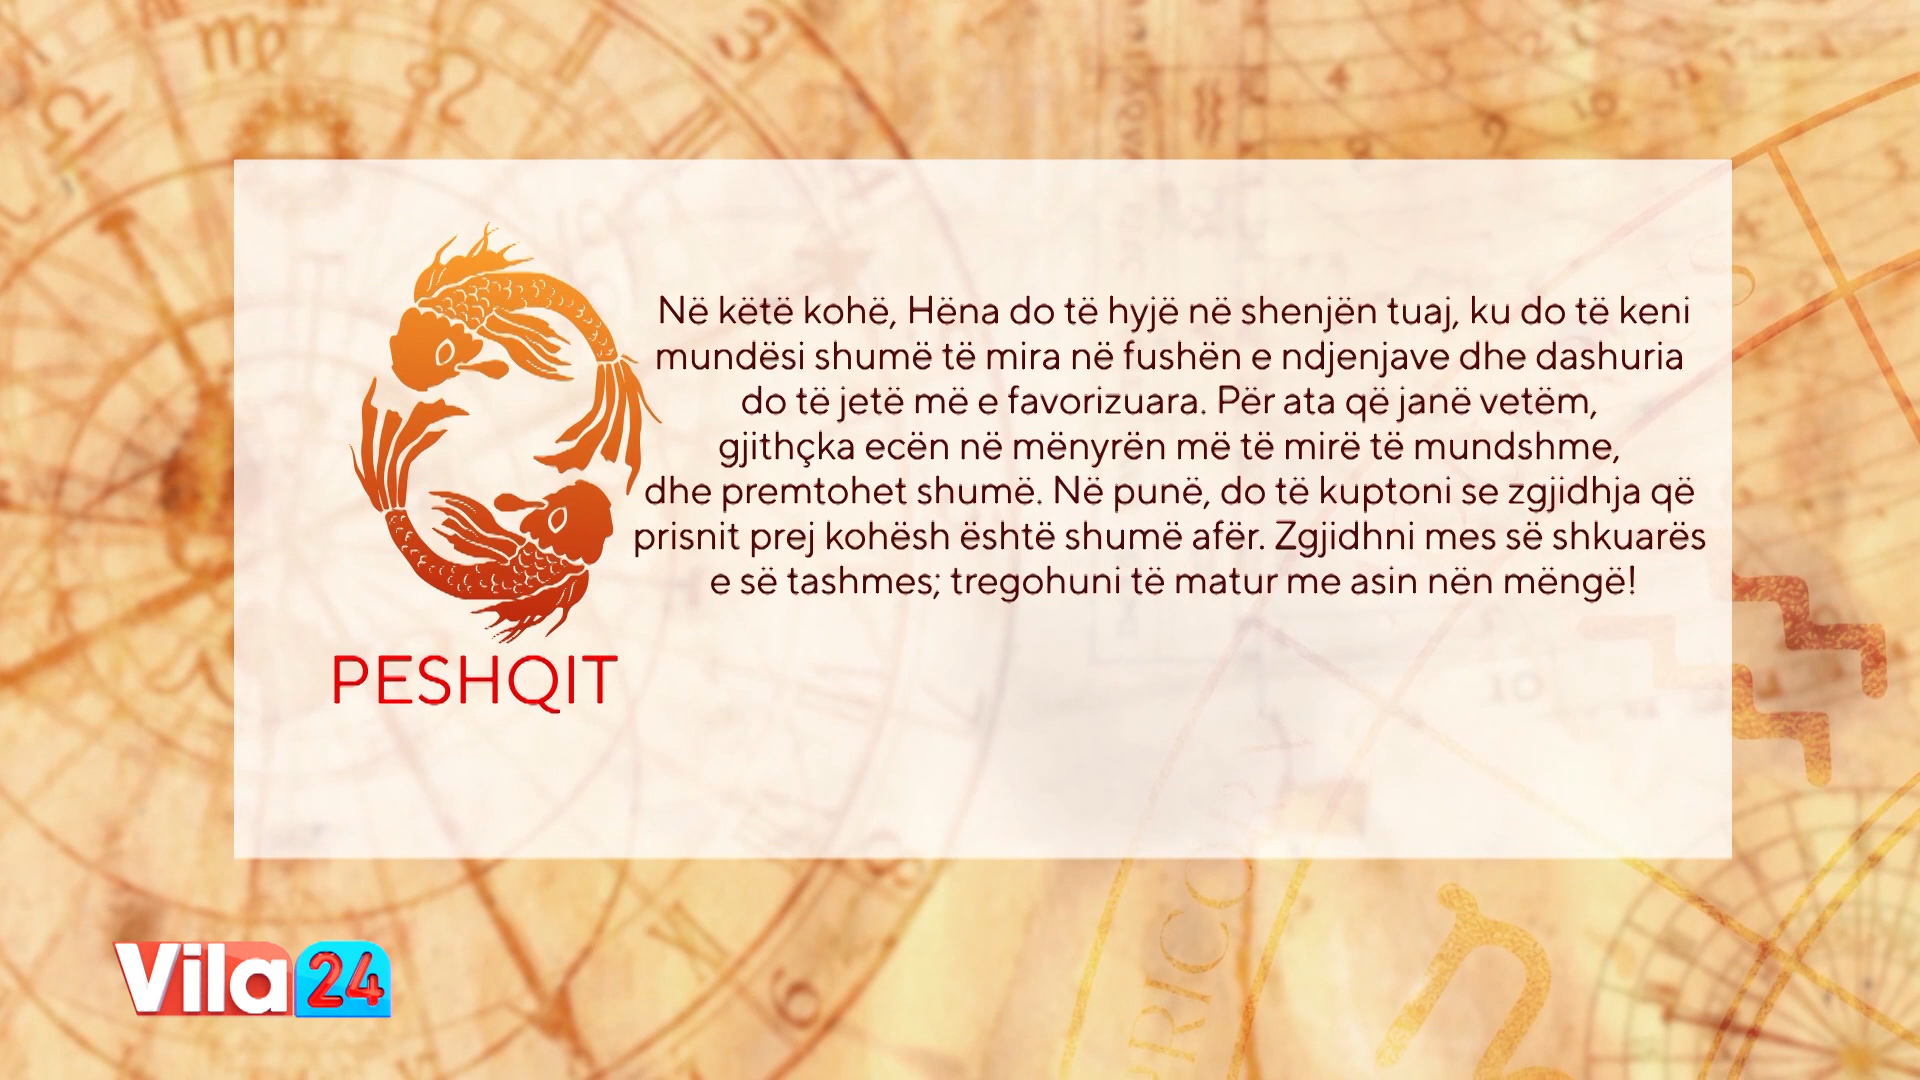 Në këtë kohë, Hëna do të hyjë në shenjën tuaj, ku do të keni
mundësi shumë të mira në fushën e ndjenjave dhe dashuria
do të jetë më e favorizuara. Për ata që janë vetëm,
gjithçka ecën në mënyrën më të mirë të mundshme,
dhe premtohet shumë. Në punë, do të kuptoni se zgjidhja që
prisnit prej kohësh është shumë afër. Zgjidhni mes së shkuarës
e së tashmes; tregohuni të matur me asin nën mëngë!
PESHQIT
Vila 24